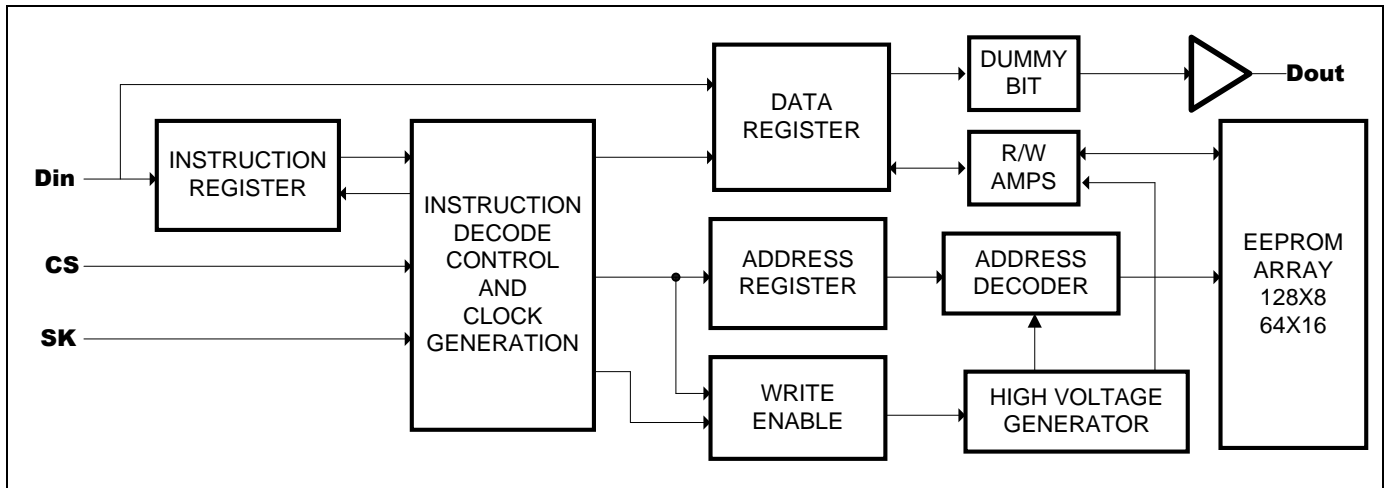 DUMMY
BIT
Dout
DATA
REGISTER
INSTRUCTION
REGISTER
Din
R/W
AMPS
INSTRUCTION
DECODE
CONTROL
AND
CLOCK
GENERATION
CS
SK
ADDRESS
REGISTER
ADDRESS
DECODER
EEPROM
ARRAY
128X8
64X16
WRITE
ENABLE
HIGH VOLTAGE
GENERATOR